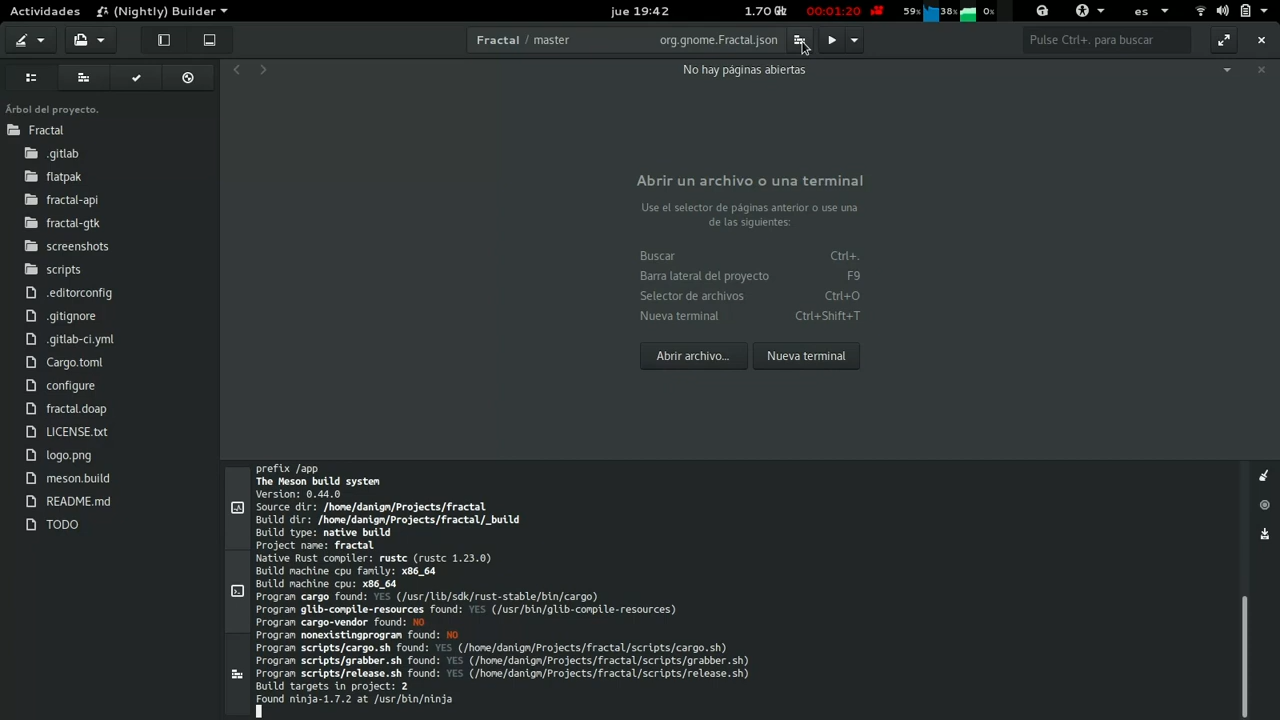 Actividades (Nightly) Builder jue 19:42 1.70 GHz 00:01:20 59% 38% 0% es
Fractal / master org.gnome.Fractal.json Pulse Ctrl+. para buscar
No hay páginas abiertas
Árbol del proyecto.
Fractal
.gitlab
flatpak
fractal-api
fractal-gtk
screenshots
scripts
.editorconfig
.gitignore
.gitlab-ci.yml
Cargo.toml
configure
fractal.doap
LICENSE.txt
logo.png
meson.build
README.md
TODO
Abrir un archivo o una terminal
Use el selector de páginas anterior o use una
de las siguientes:
Buscar Ctrl+.
Barra lateral del proyecto F9
Selector de archivos Ctrl+O
Nueva terminal Ctrl+Shift+T
Abrir archivo... Nueva terminal
prefix /app
The Meson build system
Version: 0.44.0
Source dir: /home/danigm/Projects/fractal
Build dir: /home/danigm/Projects/fractal/_build
Build type: native build
Project name: fractal
Native Rust compiler: rustc (rustc 1.23.0)
Build machine cpu family: x86_64
Build machine cpu: x86_64
Program cargo found: YES (/usr/lib/sdk/rust-stable/bin/cargo)
Program glib-compile-resources found: YES (/usr/bin/glib-compile-resources)
Program cargo-vendor found: NO
Program nonexistingprogram found: NO
Program scripts/cargo.sh found: YES (/home/danigm/Projects/fractal/scripts/cargo.sh)
Program scripts/grabber.sh found: YES (/home/danigm/Projects/fractal/scripts/grabber.sh)
Program scripts/release.sh found: YES (/home/danigm/Projects/fractal/scripts/release.sh)
Build targets in project: 2
Found ninja-1.7.2 at /usr/bin/ninja